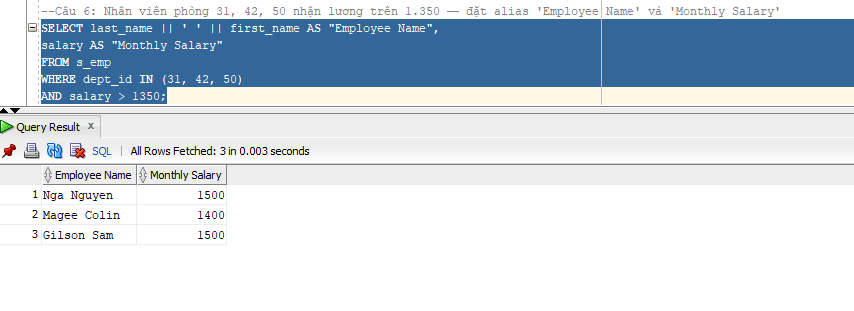 --Câu 6: Nhân viên phòng 31, 42, 50 nhận lương trên 1.350 — đặt alias 'Employee Name' và 'Monthly Salary'
SELECT last_name || ' ' || first_name AS "Employee Name",
salary AS "Monthly Salary"
FROM s_emp
WHERE dept_id IN (31, 42, 50)
AND salary > 1350;
Query Result x
SQL | All Rows Fetched: 3 in 0.003 seconds
Employee Name Monthly Salary
1 Nga Nguyen 1500
2 Magee Colin 1400
3 Gilson Sam 1500